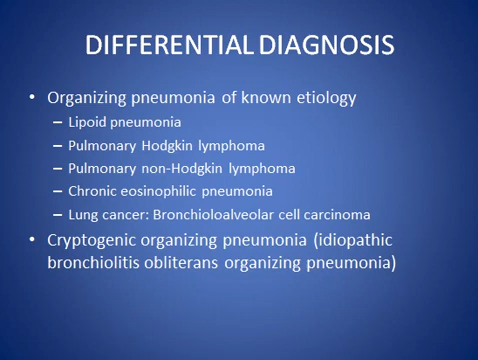 DIFFERENTIAL DIAGNOSIS
• Organizing pneumonia of known etiology
– Lipoid pneumonia
– Pulmonary Hodgkin lymphoma
– Pulmonary non-Hodgkin lymphoma
– Chronic eosinophilic pneumonia
– Lung cancer: Bronchioloalveolar cell carcinoma
• Cryptogenic organizing pneumonia (idiopathic
bronchiolitis obliterans organizing pneumonia)